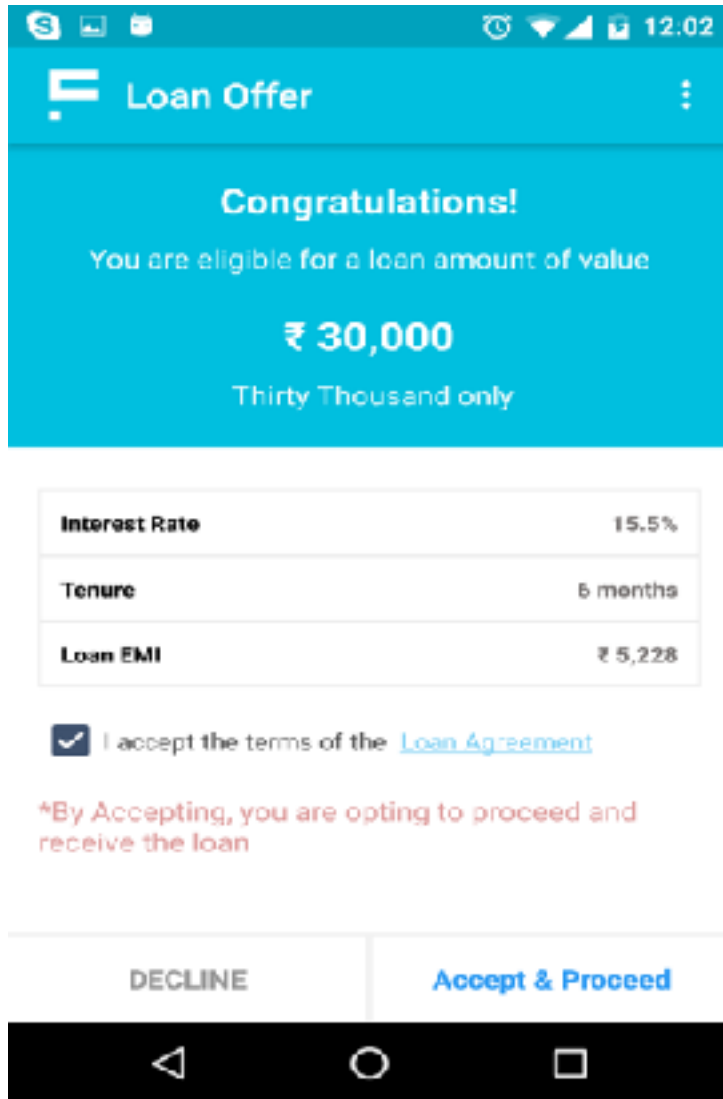 12:02
Loan Offer
Congratulations!
You are eligible for a loan amount of value
₹ 30,000
Thirty Thousand only
Interest Rate 15.5%
Tenure 6 months
Loan EMI ₹ 5,228
I accept the terms of the Loan Agreement
*By Accepting, you are opting to proceed and
receive the loan
DECLINE Accept & Proceed